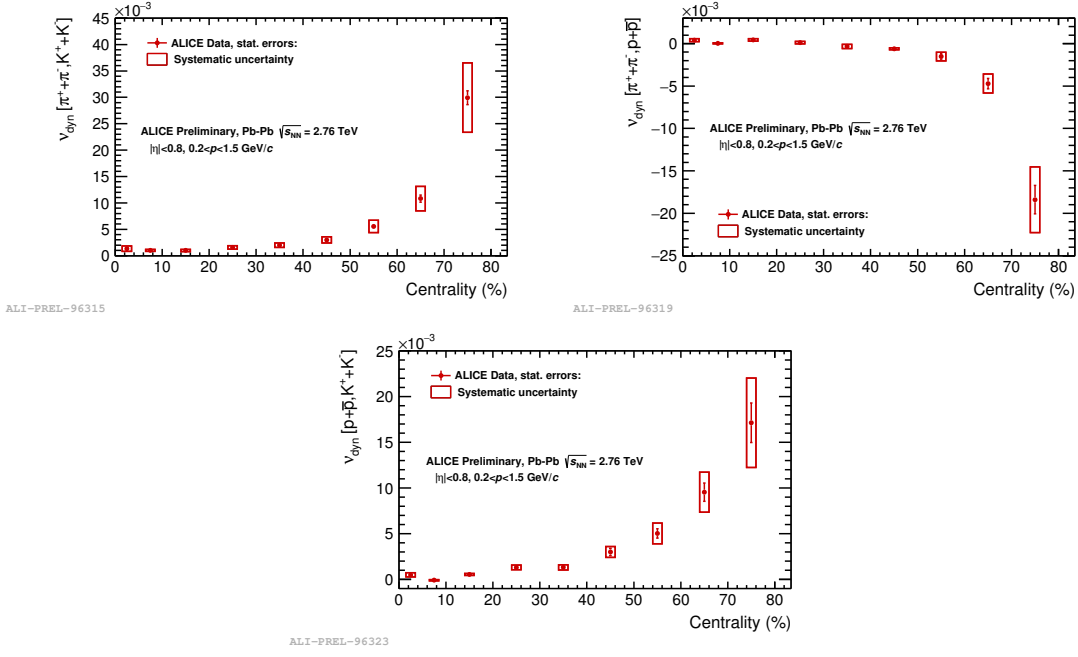 ×10⁻³
ν_dyn [π⁺+π⁻,K⁺+K⁻]
45
40
35
30
25
20
15
10
5
0
ALICE Data, stat. errors:
Systematic uncertainty
ALICE Preliminary, Pb-Pb √s_NN = 2.76 TeV
|η|<0.8, 0.2<p<1.5 GeV/c
0 10 20 30 40 50 60 70 80
Centrality (%)
ALI-PREL-96315
×10⁻³
ν_dyn [π⁺+π⁻,p+p̅]
0
−5
−10
−15
−20
−25
ALICE Preliminary, Pb-Pb √s_NN = 2.76 TeV
|η|<0.8, 0.2<p<1.5 GeV/c
ALICE Data, stat. errors:
Systematic uncertainty
0 10 20 30 40 50 60 70 80
Centrality (%)
ALI-PREL-96319
×10⁻³
ν_dyn [p+p̅,K⁺+K⁻]
25
20
15
10
5
0
ALICE Data, stat. errors:
Systematic uncertainty
ALICE Preliminary, Pb-Pb √s_NN = 2.76 TeV
|η|<0.8, 0.2<p<1.5 GeV/c
0 10 20 30 40 50 60 70 80
Centrality (%)
ALI-PREL-96323